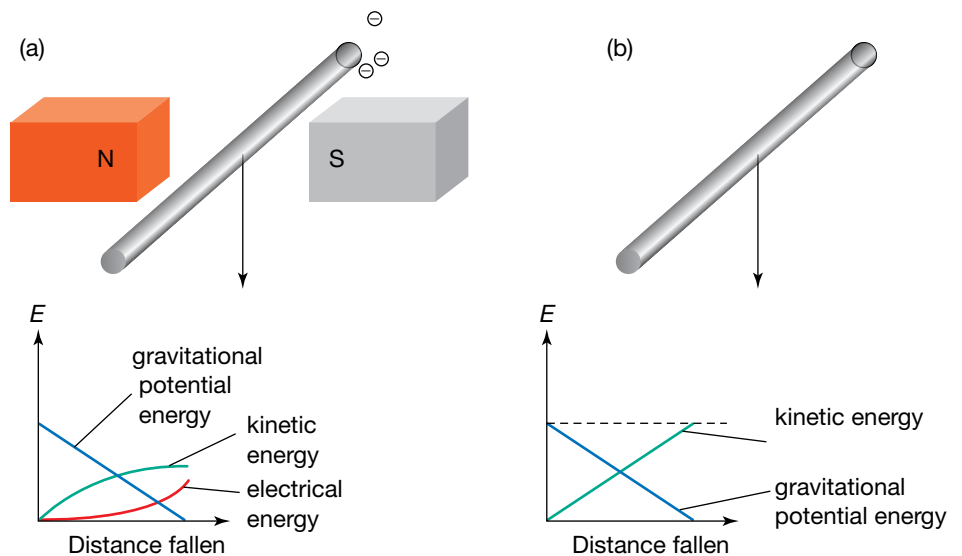 (a)
N
S
E
gravitational
potential
energy
kinetic
energy
electrical
energy
Distance fallen
(b)
E
kinetic energy
gravitational
potential energy
Distance fallen